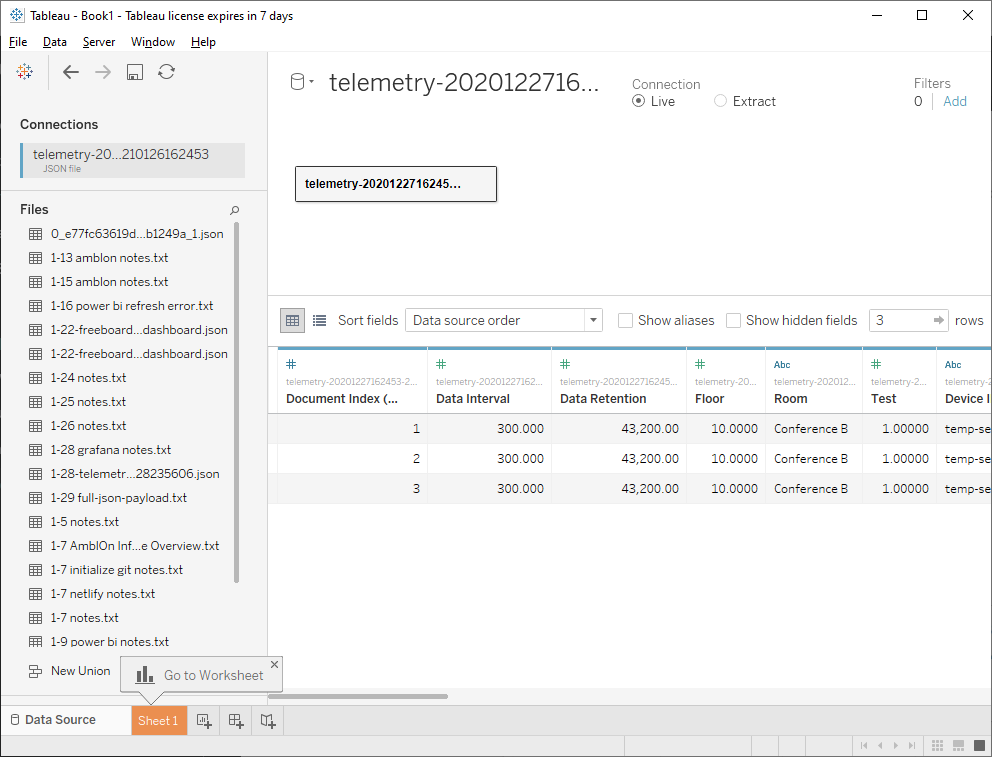 Tableau - Book1 - Tableau license expires in 7 days
File Data Server Window Help
Connections
telemetry-20...210126162453
JSON file
Files
0_e77fc63619d...b1249a_1.json
1-13 amblon notes.txt
1-15 amblon notes.txt
1-16 power bi refresh error.txt
1-22-freeboard...dashboard.json
1-22-freeboard...dashboard.json
1-24 notes.txt
1-25 notes.txt
1-26 notes.txt
1-28 grafana notes.txt
1-28-telemetr...28235606.json
1-29 full-json-payload.txt
1-5 notes.txt
1-7 AmbIOn Inf...e Overview.txt
1-7 initialize git notes.txt
1-7 netlify notes.txt
1-7 notes.txt
1-9 power bi notes.txt
New Union
telemetry-2020122716...
Connection
Live Extract
Filters
0 Add
telemetry-2020122716245...
Sort fields Data source order Show aliases Show hidden fields 3 rows
# # # # Abc # Abc
telemetry-20201227162453-2... telemetry-20201227162... telemetry-2020122716245... telemetry-20... telemetry-202012... telemetry-2... telemetry-
Document Index (... Data Interval Data Retention Floor Room Test Device I
1 300.000 43,200.00 10.0000 Conference B 1.00000 temp-se
2 300.000 43,200.00 10.0000 Conference B 1.00000 temp-se
3 300.000 43,200.00 10.0000 Conference B 1.00000 temp-se
Go to Worksheet
Data Source Sheet 1